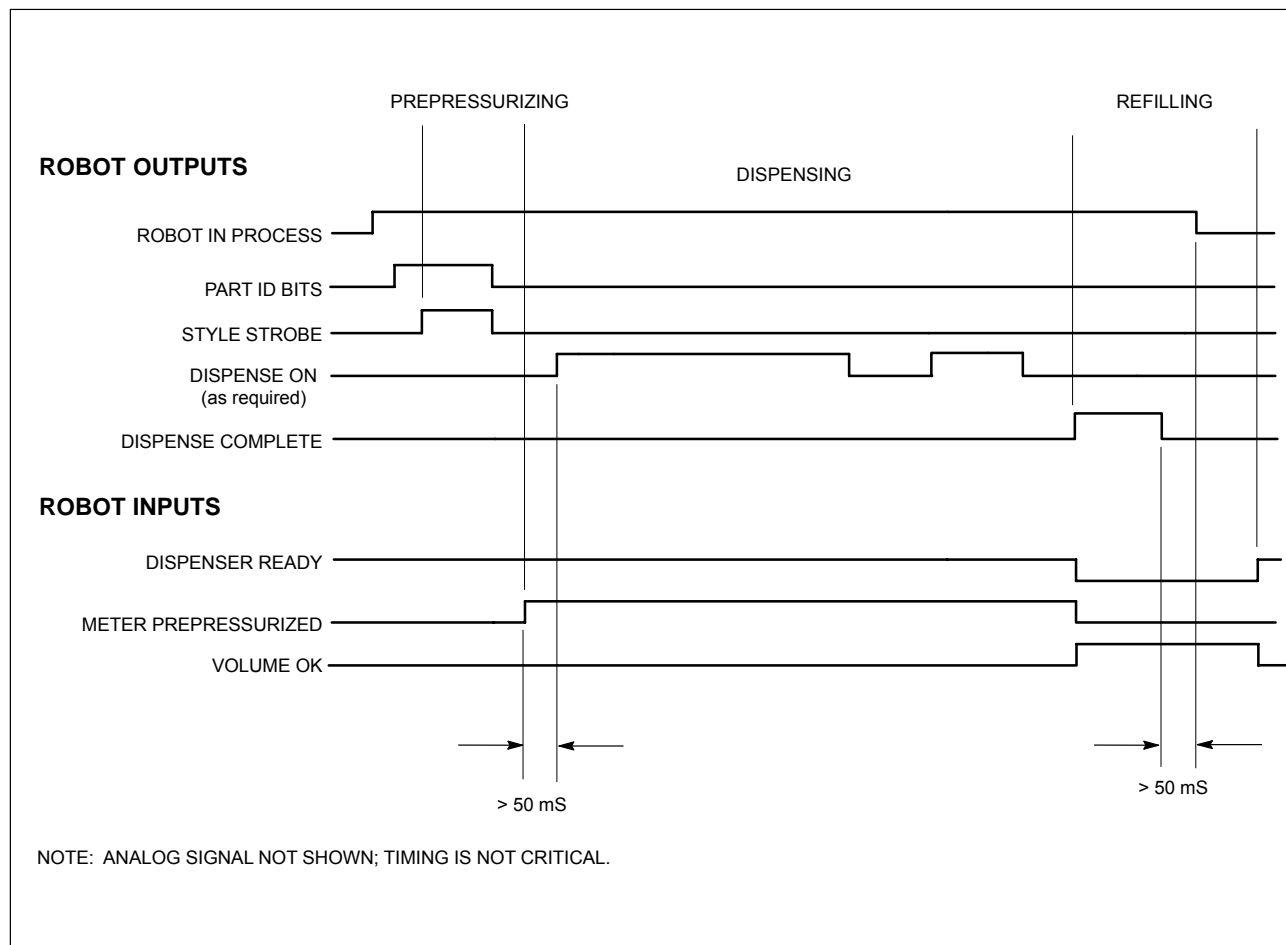 PREPRESSURIZING
REFILLING
ROBOT OUTPUTS
DISPENSING
ROBOT IN PROCESS
PART ID BITS
STYLE STROBE
DISPENSE ON
(as required)
DISPENSE COMPLETE
ROBOT INPUTS
DISPENSER READY
METER PREPRESSURIZED
VOLUME OK
> 50 mS
> 50 mS
NOTE: ANALOG SIGNAL NOT SHOWN; TIMING IS NOT CRITICAL.